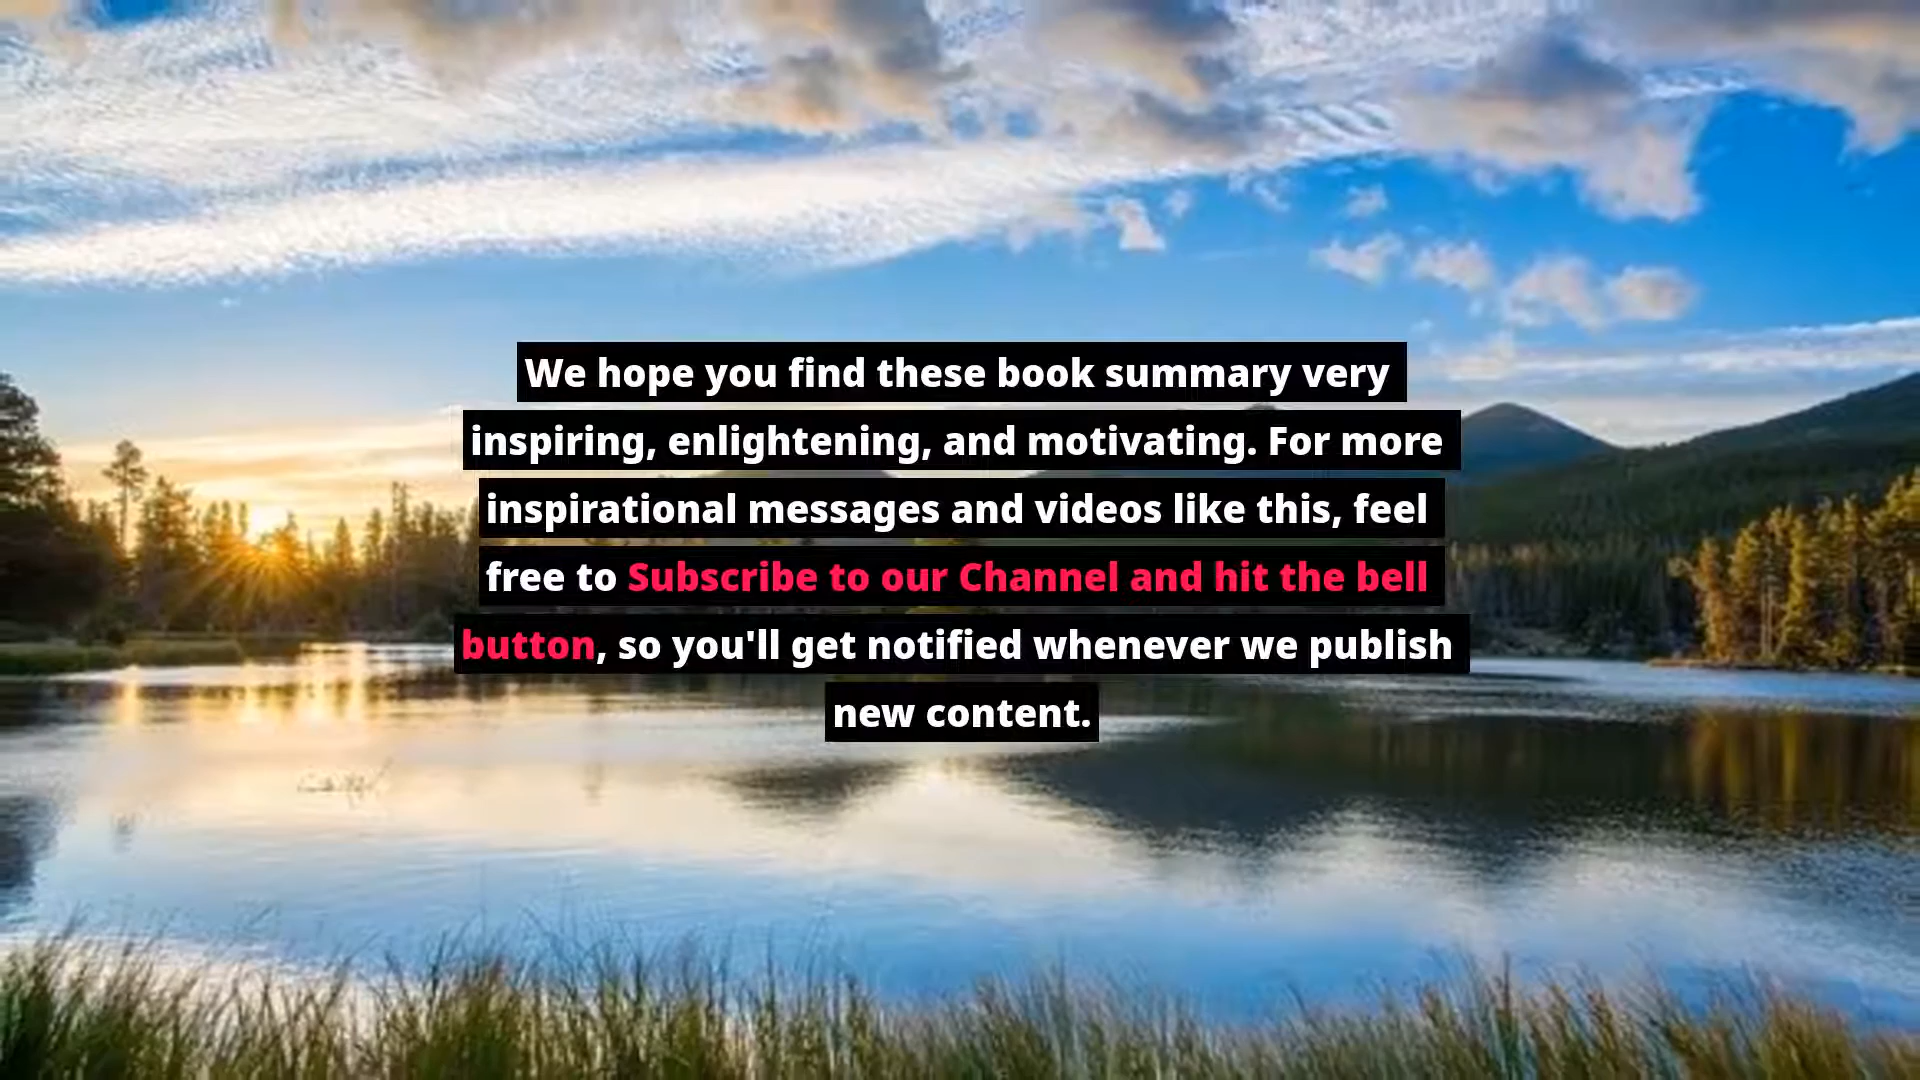 We hope you find these book summary very
inspiring, enlightening, and motivating. For more
inspirational messages and videos like this, feel
free to Subscribe to our Channel and hit the bell
button, so you'll get notified whenever we publish
new content.